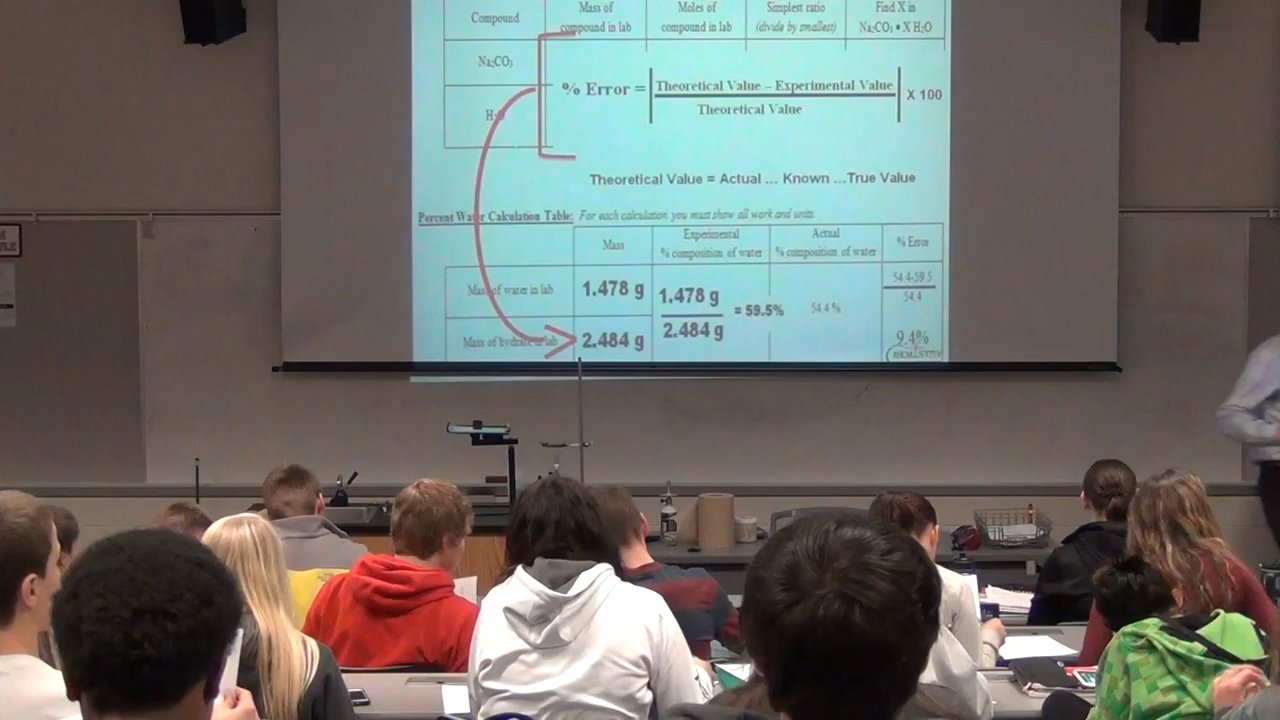 Compound
Mass of
compound in lab
Moles of
compound in lab
Simplest ratio
(divide by smallest)
Find X in
Na₂CO₃ • X H₂O
Na₂CO₃
H₂O
% Error =
Theoretical Value – Experimental Value
Theoretical Value
X 100
Theoretical Value = Actual ... Known ...True Value
Percent Water Calculation Table: For each calculation you must show all work and units.
Mass
Experimental
% composition of water
Actual
% composition of water
% Error
Mass of water in lab
1.478 g
1.478 g
2.484 g
= 59.5%
54.4 %
54.4-59.5
54.4
Mass of hydrate in lab
2.484 g
9.4%
CHEMISTRY